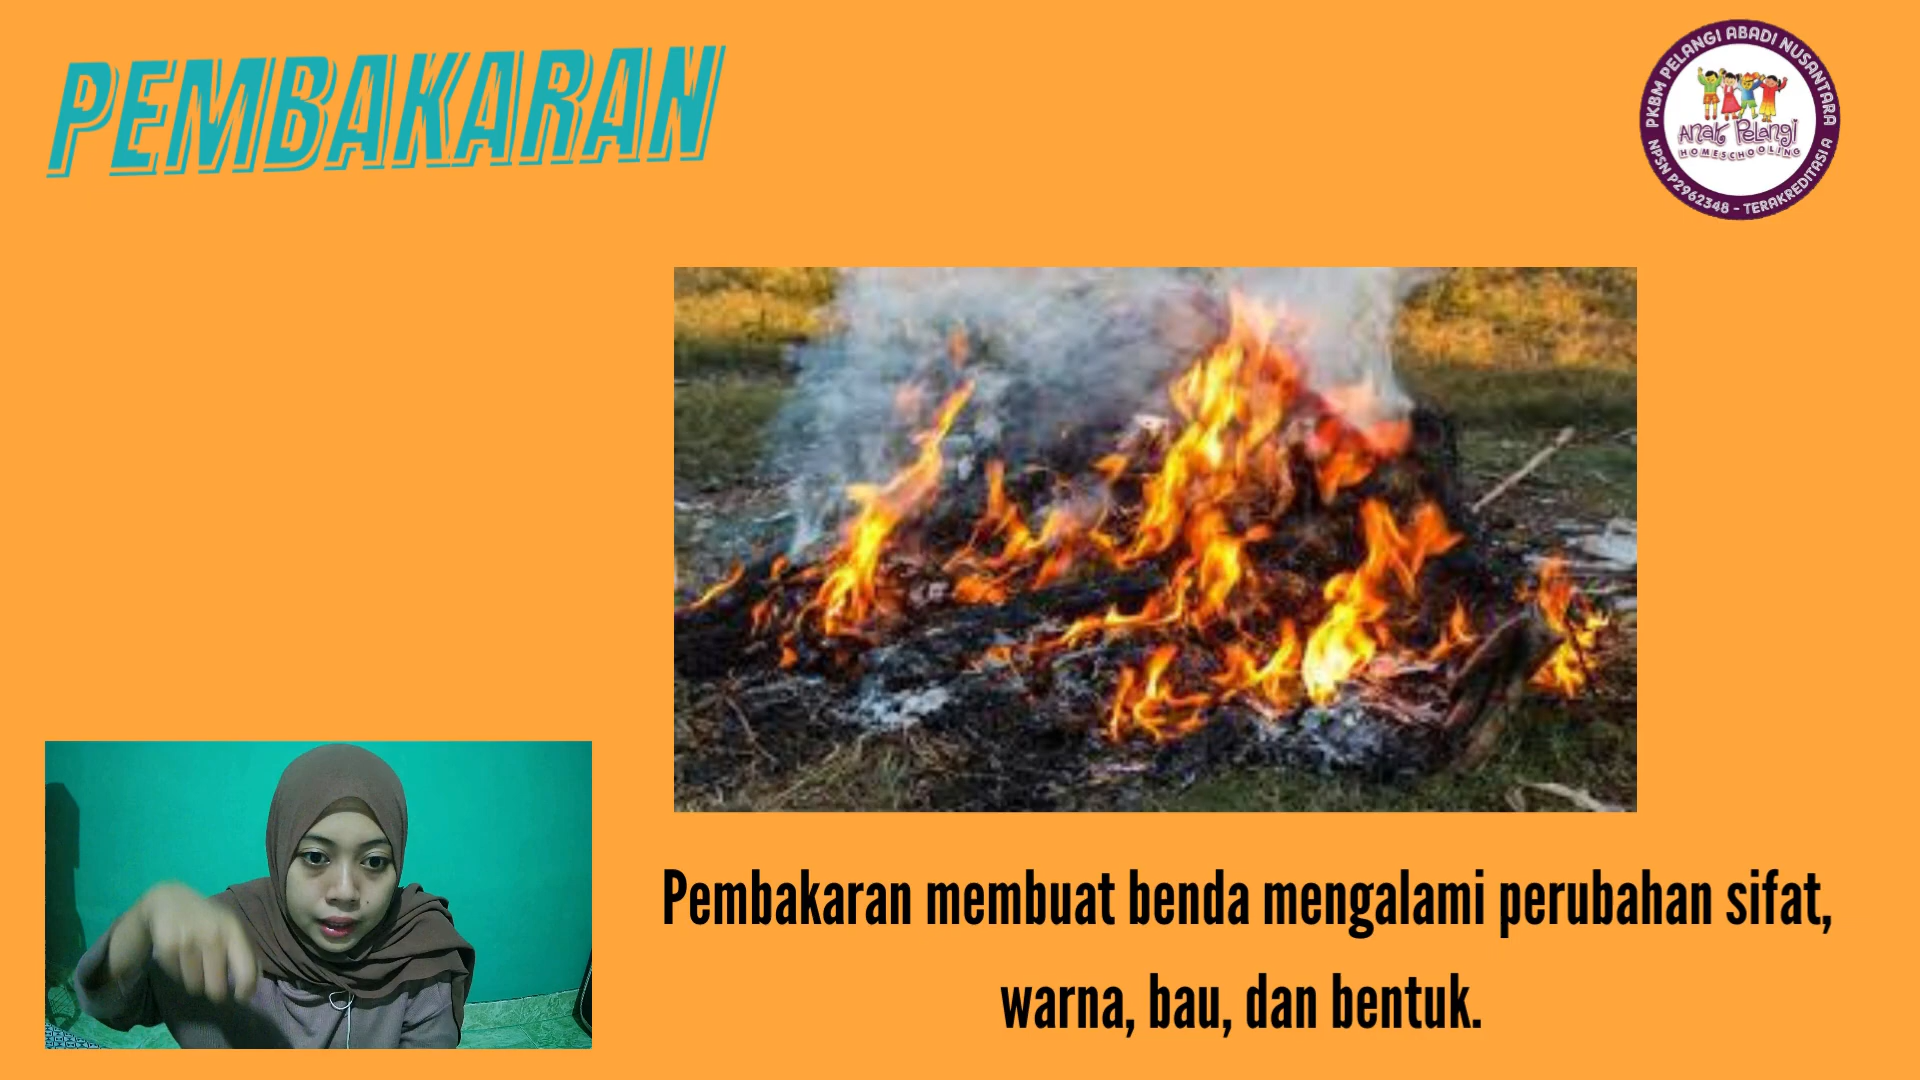 PEMBAKARAN
PKBM PELANGI ABADI NUSANTARA
Anak Pelangi
HOMESCHOOLING
NPSN P2962348 - TERAKREDITASI A
Pembakaran membuat benda mengalami perubahan sifat,
warna, bau, dan bentuk.